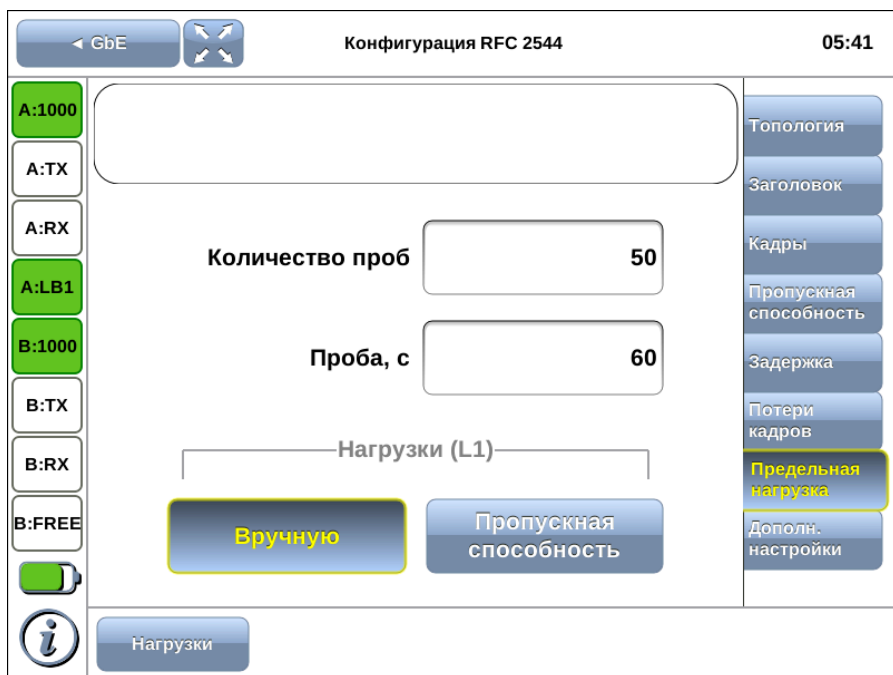 ◄ GbE
Конфигурация RFC 2544
05:41
A:1000
A:TX
A:RX
A:LB1
B:1000
B:TX
B:RX
B:FREE
Количество проб
50
Проба, с
60
Нагрузки (L1)
Вручную
Пропускная
способность
Топология
Заголовок
Кадры
Пропускная
способность
Задержка
Потери
кадров
Предельная
нагрузка
Дополн.
настройки
i
Нагрузки